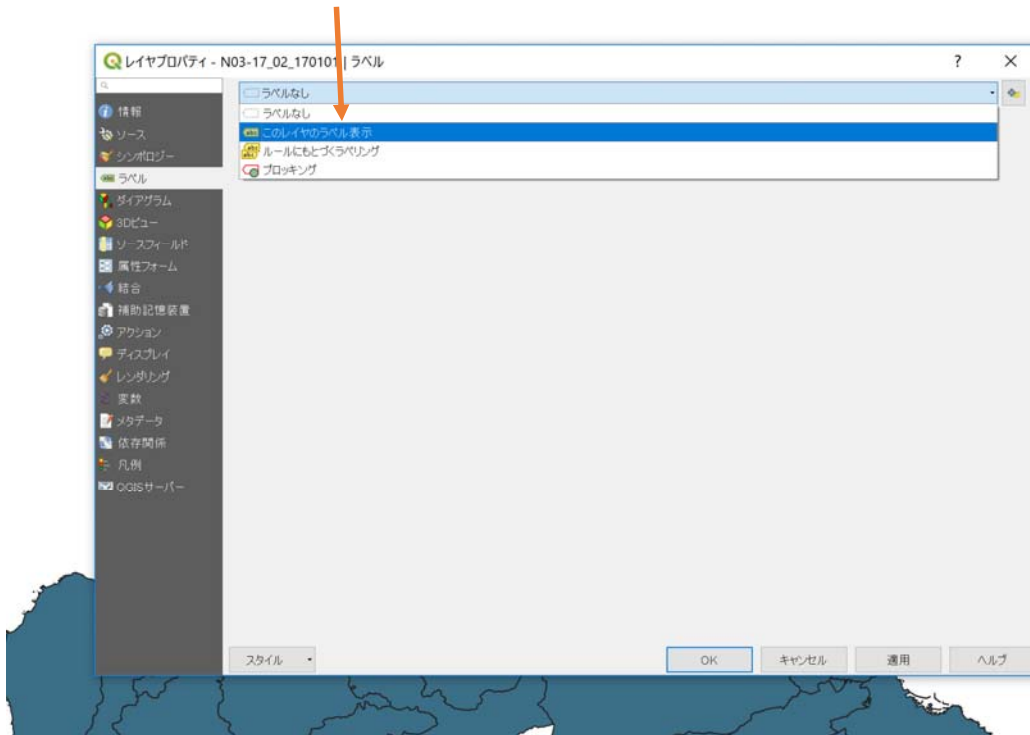 レイヤプロパティ - N03-17_02_170101 | ラベル
?
ラベルなし
ラベルなし
このレイヤのラベル表示
ルールにもとづくラベリング
ブロッキング
情報
ソース
シンボロジー
ラベル
ダイアグラム
3Dビュー
ソースフィールド
属性フォーム
結合
補助記憶装置
アクション
ディスプレイ
レンダリング
変数
メタデータ
依存関係
凡例
QGISサーバー
スタイル
OK
キャンセル
適用
ヘルプ